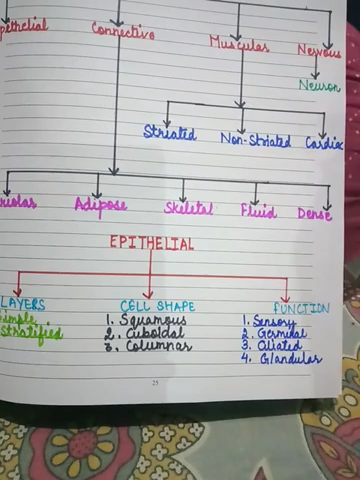 pithelial Connective Muscular Nervous
Neuron
Striated Non-Striated Cardiac
riolar Adipose Skeletal Fluid Dense
EPITHELIAL
LAYERS CELL SHAPE FUNCTION
Simple 1. Squamous 1. Sensory
stratified 2. Cuboidal 2. Germinal
3. Columnar 3. Ciliated
4. Glandular
25